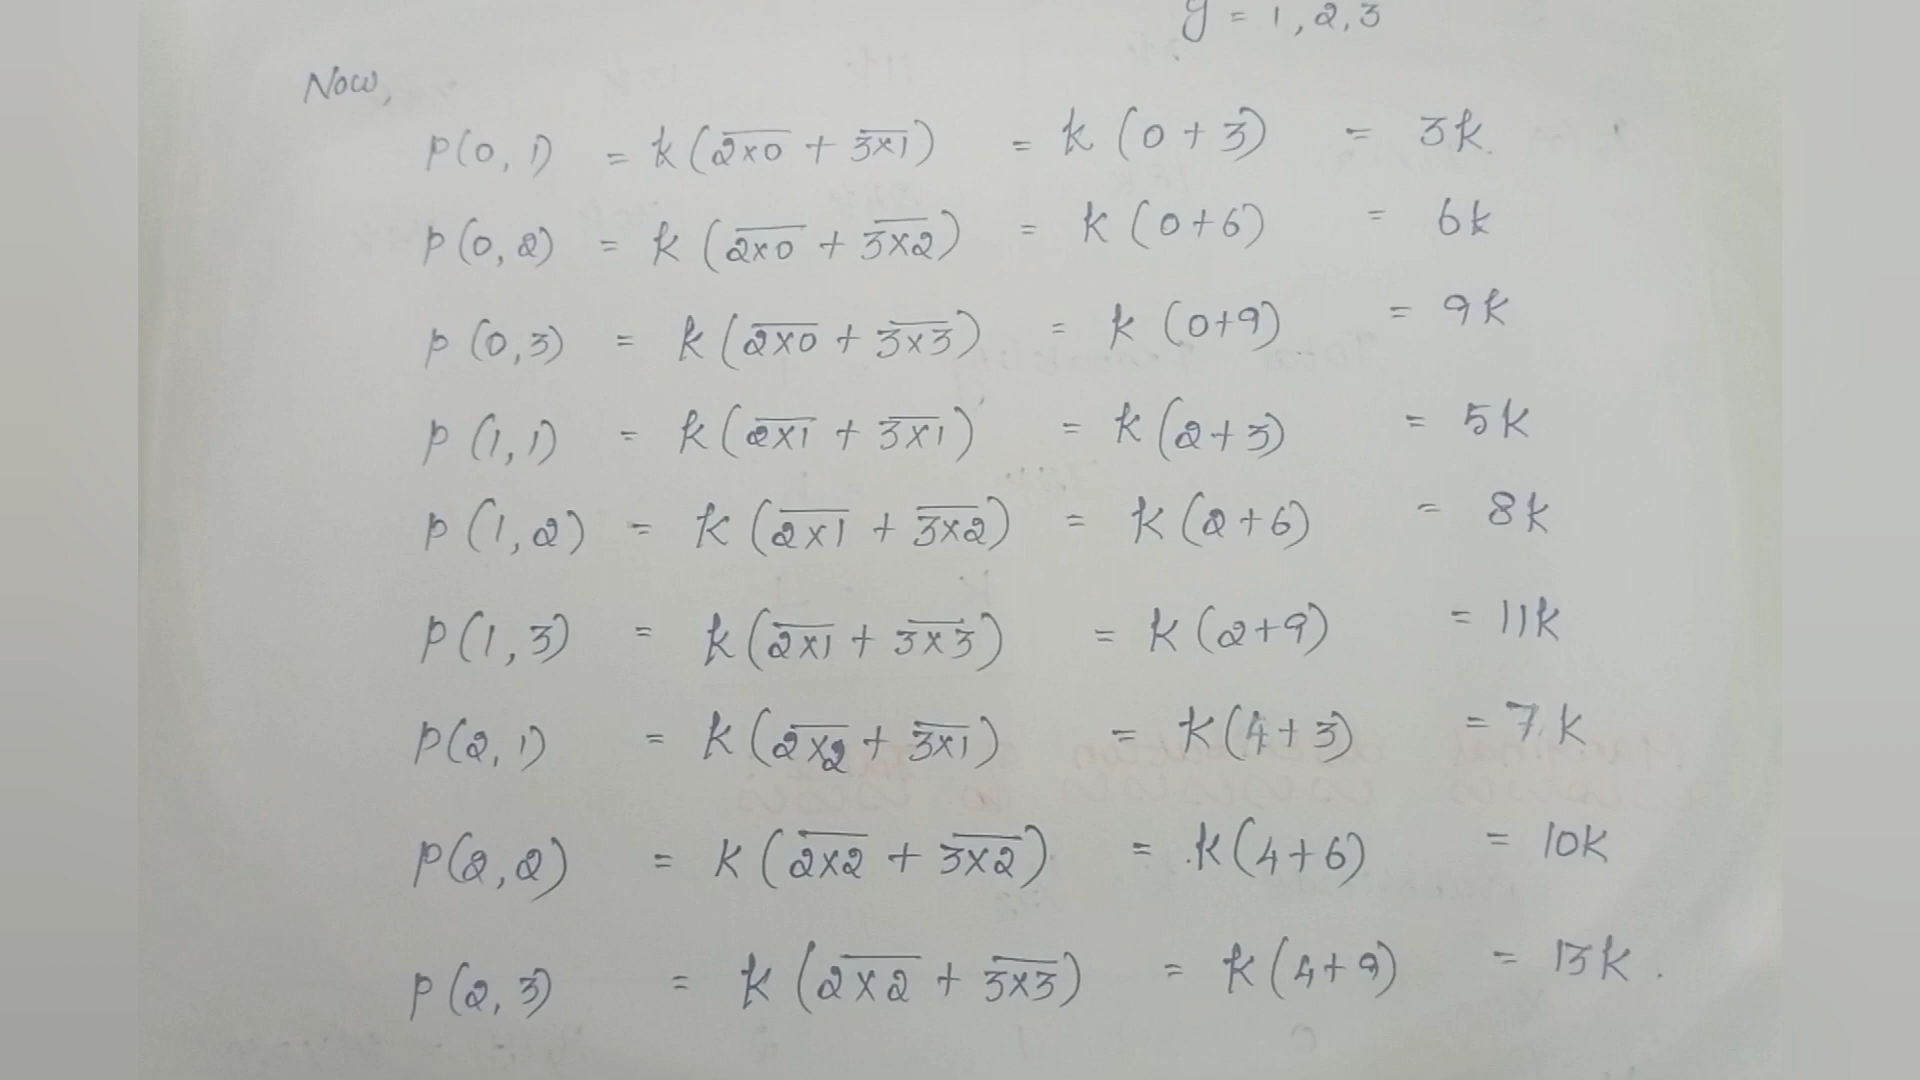 y = 1, 2, 3
Now,
p(0, 1) = k(2×0 + 3×1) = k(0 + 3) = 3k.
p(0, 2) = k(2×0 + 3×2) = k(0+6) = 6k
p(0,3) = k(2×0 + 3×3) = k(0+9) = 9k
p(1,1) = k(2×1 + 3×1) = k(2+3) = 5k
p(1,2) = k(2×1 + 3×2) = k(2+6) = 8k
p(1,3) = k(2×1 + 3×3) = k(2+9) = 11k
p(2,1) = k(2×2 + 3×1) = k(4+3) = 7k
p(2,2) = k(2×2 + 3×2) = k(4+6) = 10k
p(2,3) = k(2×2 + 3×3) = k(4+9) = 13k.